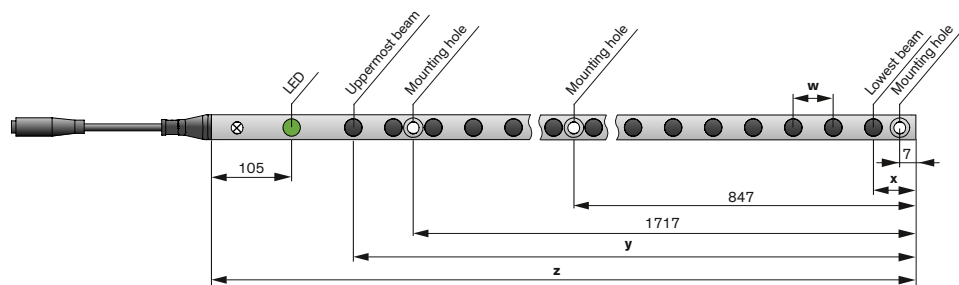 LED
Uppermost beam
Mounting hole
Mounting hole
w
Lowest beam
Mounting hole
105
7
x
847
1717
y
z